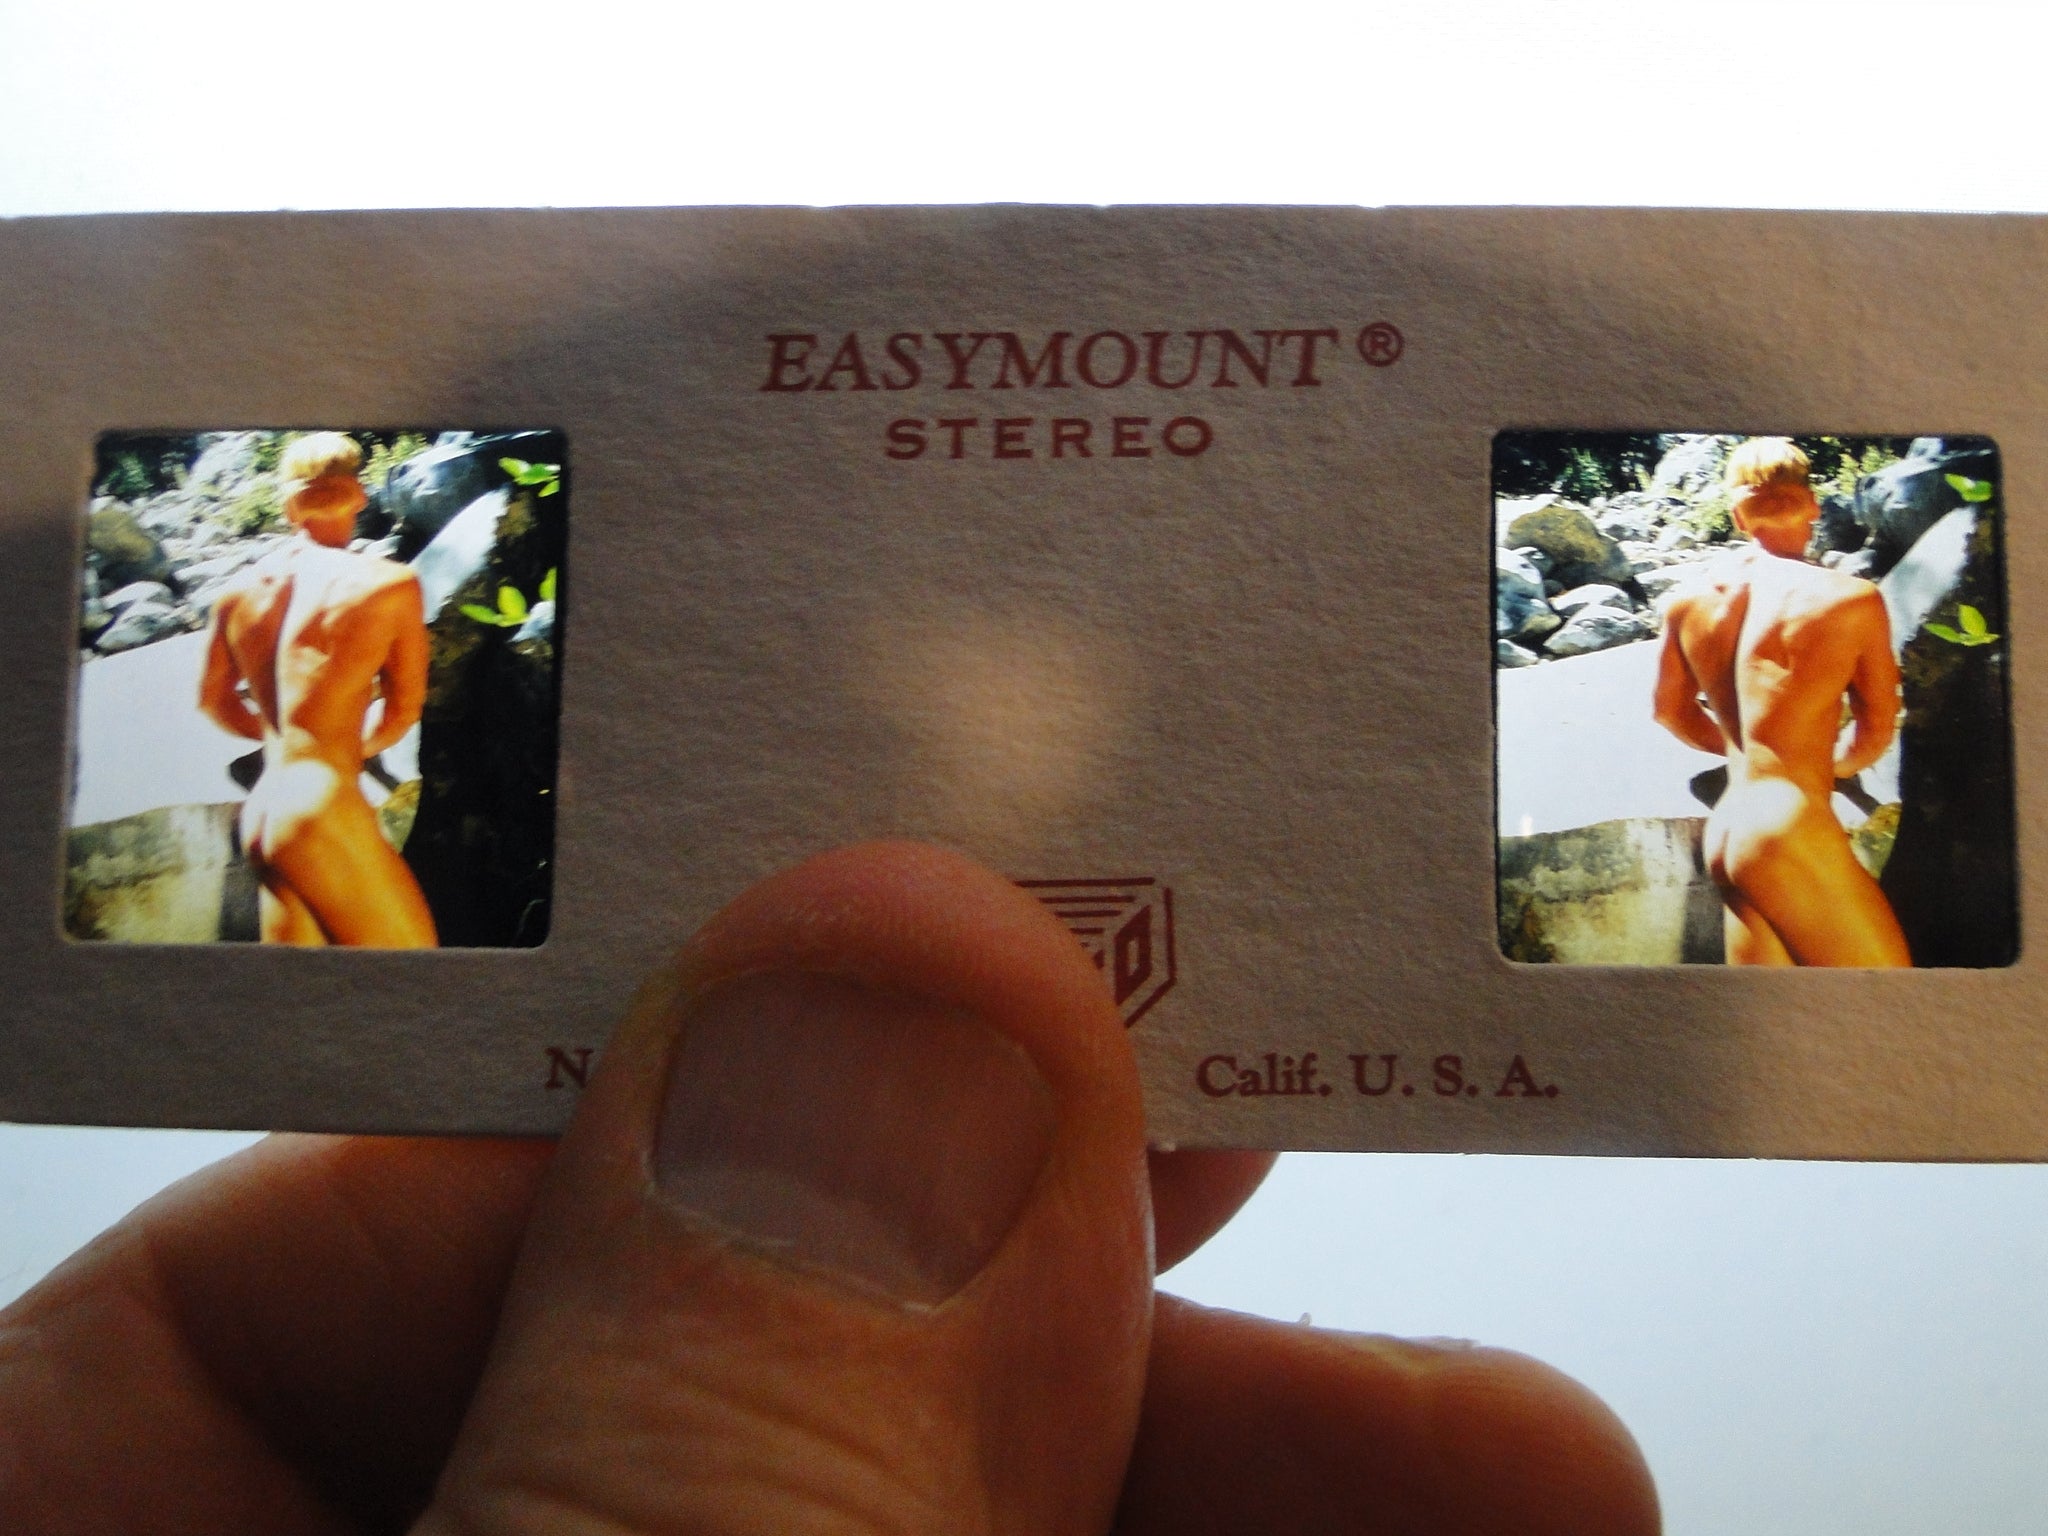 EASYMOUNT ®
STEREO
Calif. U. S. A.